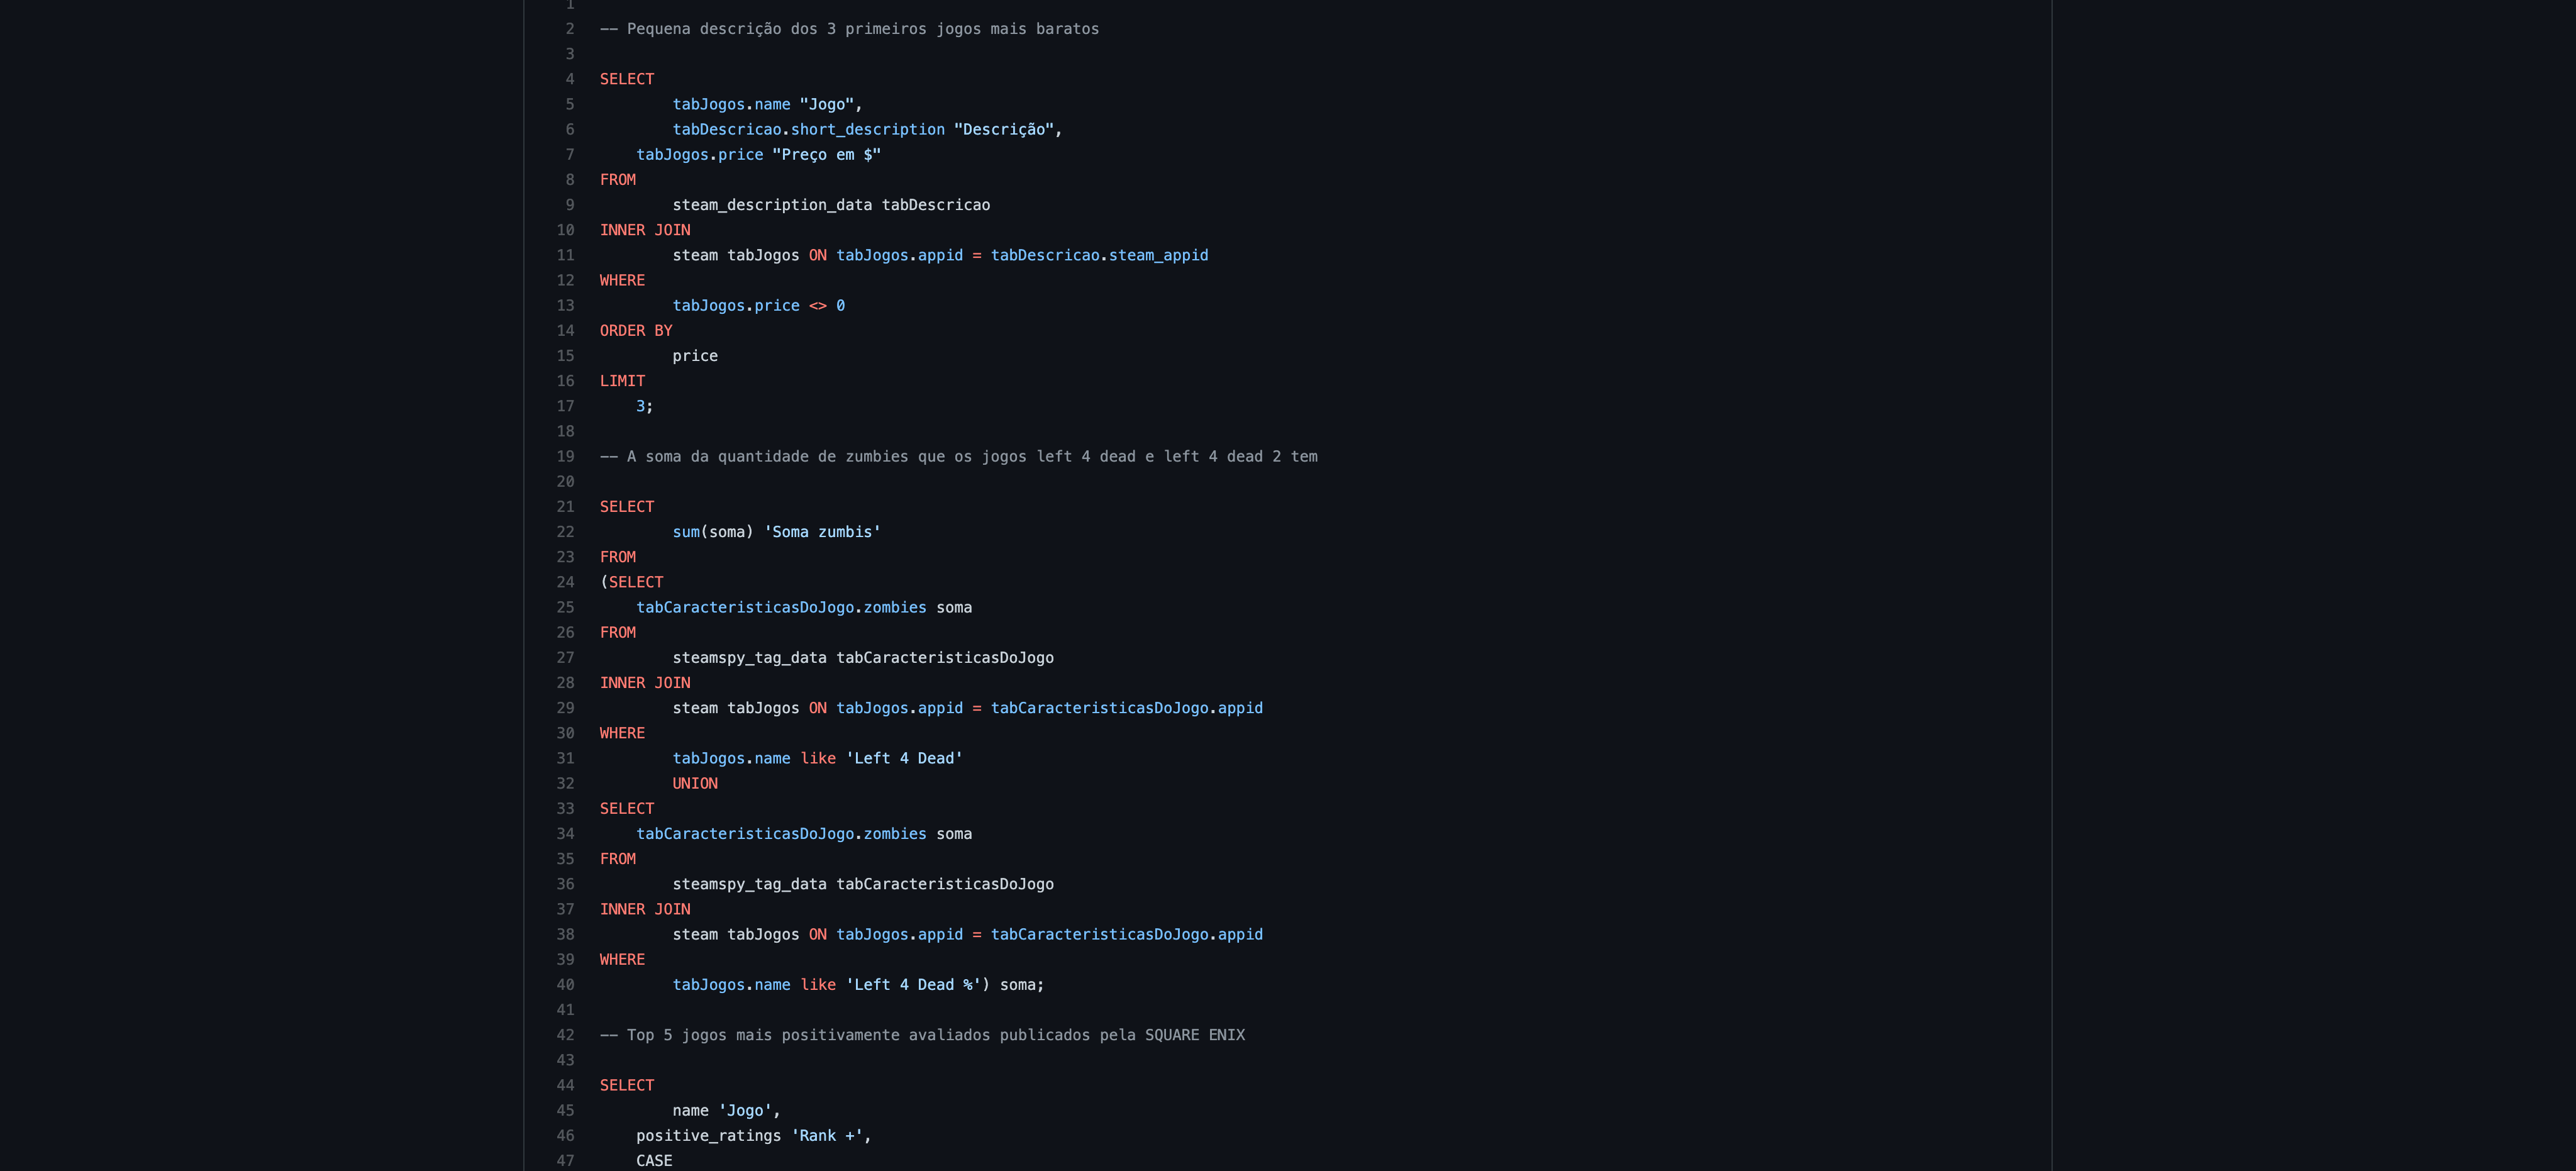 1
2 -- Pequena descrição dos 3 primeiros jogos mais baratos
3
4 SELECT
5 tabJogos.name "Jogo",
6 tabDescricao.short_description "Descrição",
7 tabJogos.price "Preço em $"
8 FROM
9 steam_description_data tabDescricao
10 INNER JOIN
11 steam tabJogos ON tabJogos.appid = tabDescricao.steam_appid
12 WHERE
13 tabJogos.price <> 0
14 ORDER BY
15 price
16 LIMIT
17 3;
18
19 -- A soma da quantidade de zumbies que os jogos left 4 dead e left 4 dead 2 tem
20
21 SELECT
22 sum(soma) 'Soma zumbis'
23 FROM
24 (SELECT
25 tabCaracteristicasDoJogo.zombies soma
26 FROM
27 steamspy_tag_data tabCaracteristicasDoJogo
28 INNER JOIN
29 steam tabJogos ON tabJogos.appid = tabCaracteristicasDoJogo.appid
30 WHERE
31 tabJogos.name like 'Left 4 Dead'
32 UNION
33 SELECT
34 tabCaracteristicasDoJogo.zombies soma
35 FROM
36 steamspy_tag_data tabCaracteristicasDoJogo
37 INNER JOIN
38 steam tabJogos ON tabJogos.appid = tabCaracteristicasDoJogo.appid
39 WHERE
40 tabJogos.name like 'Left 4 Dead %') soma;
41
42 -- Top 5 jogos mais positivamente avaliados publicados pela SQUARE ENIX
43
44 SELECT
45 name 'Jogo',
46 positive_ratings 'Rank +',
47 CASE